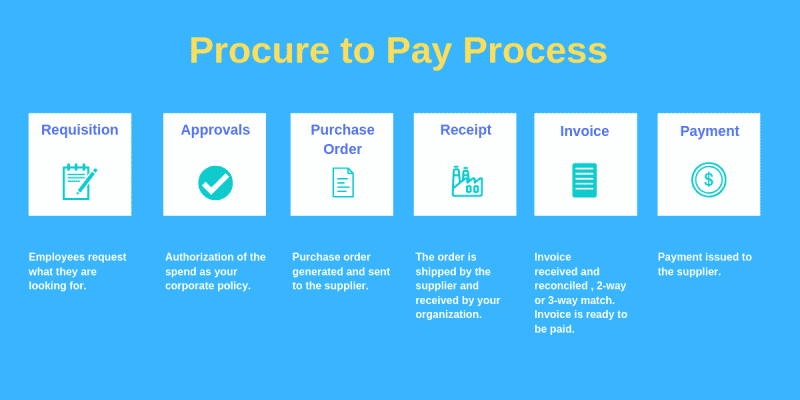 Procure to Pay Process
Requisition
Employees request
what they are
looking for.
Approvals
Authorization of the
spend as your
corporate policy.
Purchase
Order
Purchase order
generated and sent
to the supplier.
Receipt
The order is
shipped by the
supplier and
received by your
organization.
Invoice
Invoice
received and
reconciled , 2-way
or 3-way match.
Invoice is ready to
be paid.
Payment
$
Payment issued to
the supplier.